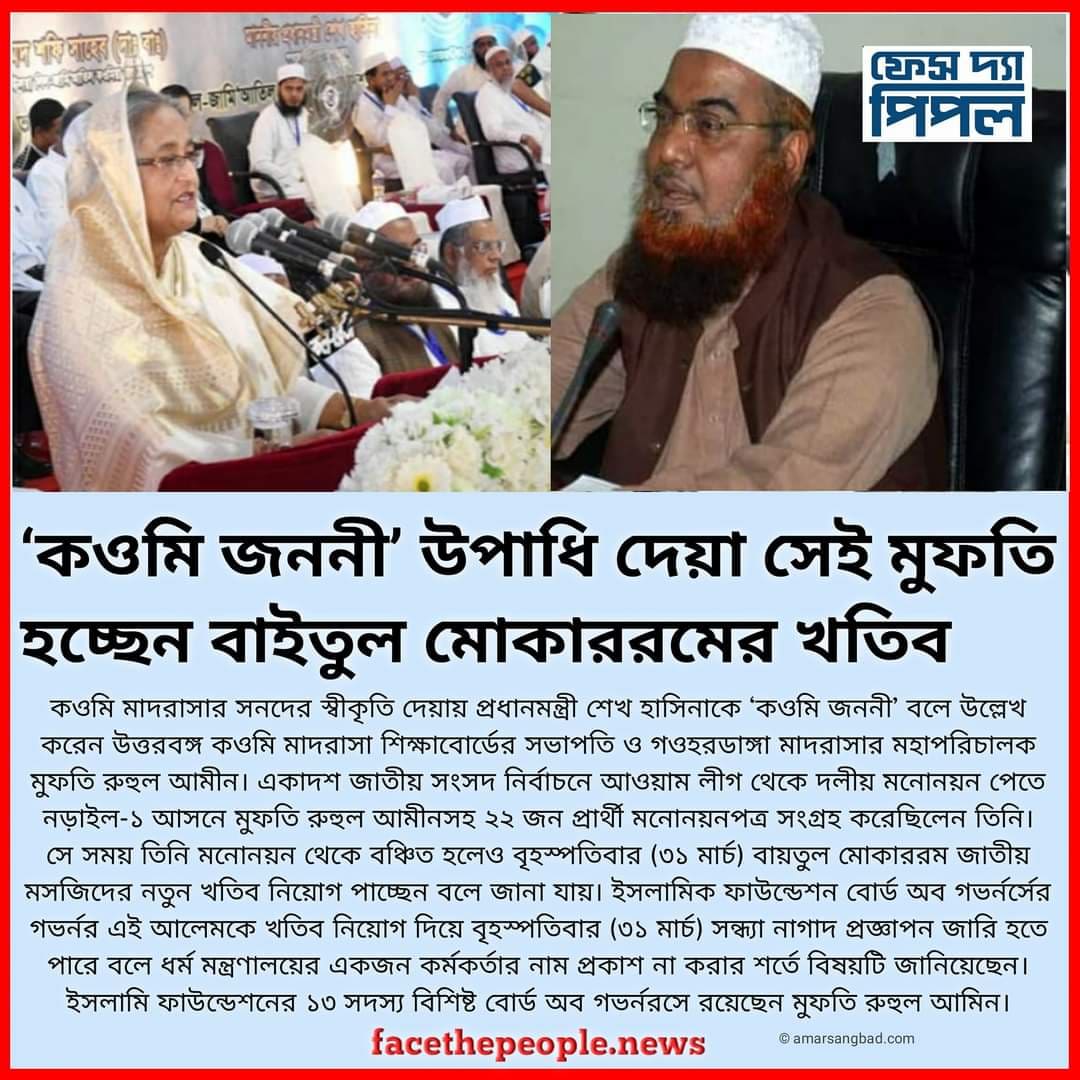 দ শফি সাহেব (দাঃ বাঃ)
ল-জামি'আতিল
ফেস দ্যা
পিপল
‘কওমি জননী’ উপাধি দেয়া সেই মুফতি
হচ্ছেন বাইতুল মোকাররমের খতিব
কওমি মাদরাসার সনদের স্বীকৃতি দেয়ায় প্রধানমন্ত্রী শেখ হাসিনাকে ‘কওমি জননী’ বলে উল্লেখ
করেন উত্তরবঙ্গ কওমি মাদরাসা শিক্ষাবোর্ডের সভাপতি ও গওহরডাঙ্গা মাদরাসার মহাপরিচালক
মুফতি রুহুল আমীন। একাদশ জাতীয় সংসদ নির্বাচনে আওয়াম লীগ থেকে দলীয় মনোনয়ন পেতে
নড়াইল-১ আসনে মুফতি রুহুল আমীনসহ ২২ জন প্রার্থী মনোনয়নপত্র সংগ্রহ করেছিলেন তিনি।
সে সময় তিনি মনোনয়ন থেকে বঞ্চিত হলেও বৃহস্পতিবার (৩১ মার্চ) বায়তুল মোকাররম জাতীয়
মসজিদের নতুন খতিব নিয়োগ পাচ্ছেন বলে জানা যায়। ইসলামিক ফাউন্ডেশন বোর্ড অব গভর্নর্সের
গভর্নর এই আলেমকে খতিব নিয়োগ দিয়ে বৃহস্পতিবার (৩১ মার্চ) সন্ধ্যা নাগাদ প্রজ্ঞাপন জারি হতে
পারে বলে ধর্ম মন্ত্রণালয়ের একজন কর্মকর্তার নাম প্রকাশ না করার শর্তে বিষয়টি জানিয়েছেন।
ইসলামি ফাউন্ডেশনের ১৩ সদস্য বিশিষ্ট বোর্ড অব গভর্নরসে রয়েছেন মুফতি রুহুল আমিন।
facethepeople.news
© amarsangbad.com